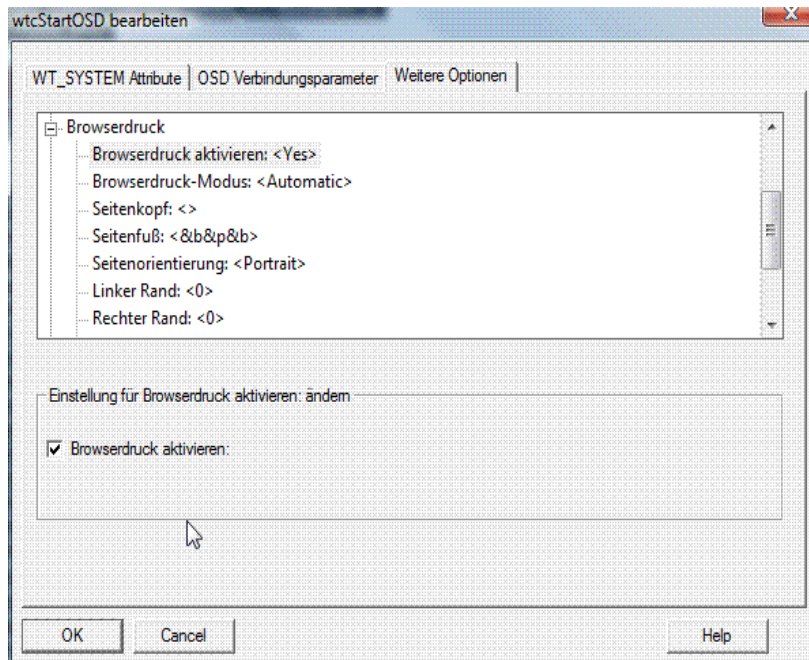 wtcStartOSD bearbeiten
WT_SYSTEM Attribute
OSD Verbindungsparameter
Weitere Optionen
Browserdruck
Browserdruck aktivieren: <Yes>
Browserdruck-Modus: <Automatic>
Seitenkopf: <>
Seitenfuß: <&b&p&b>
Seitenorientierung: <Portrait>
Linker Rand: <0>
Rechter Rand: <0>
Einstellung für Browserdruck aktivieren: ändern
Browserdruck aktivieren:
OK
Cancel
Help